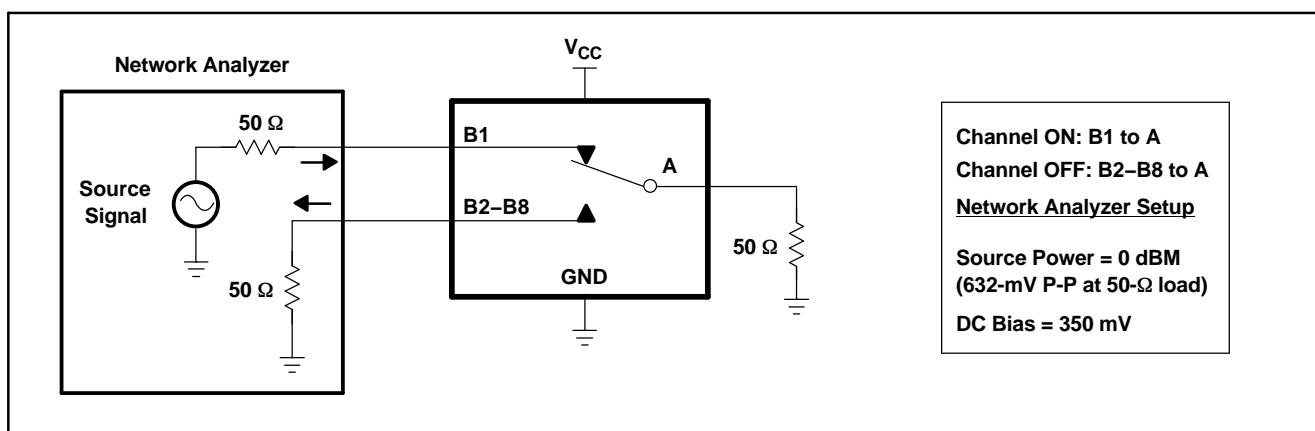 V_CC
Network Analyzer
50 Ω
B1
Source
Signal
A
B2–B8
50 Ω
50 Ω
GND
Channel ON: B1 to A
Channel OFF: B2–B8 to A
Network Analyzer Setup
Source Power = 0 dBM
(632-mV P-P at 50-Ω load)
DC Bias = 350 mV